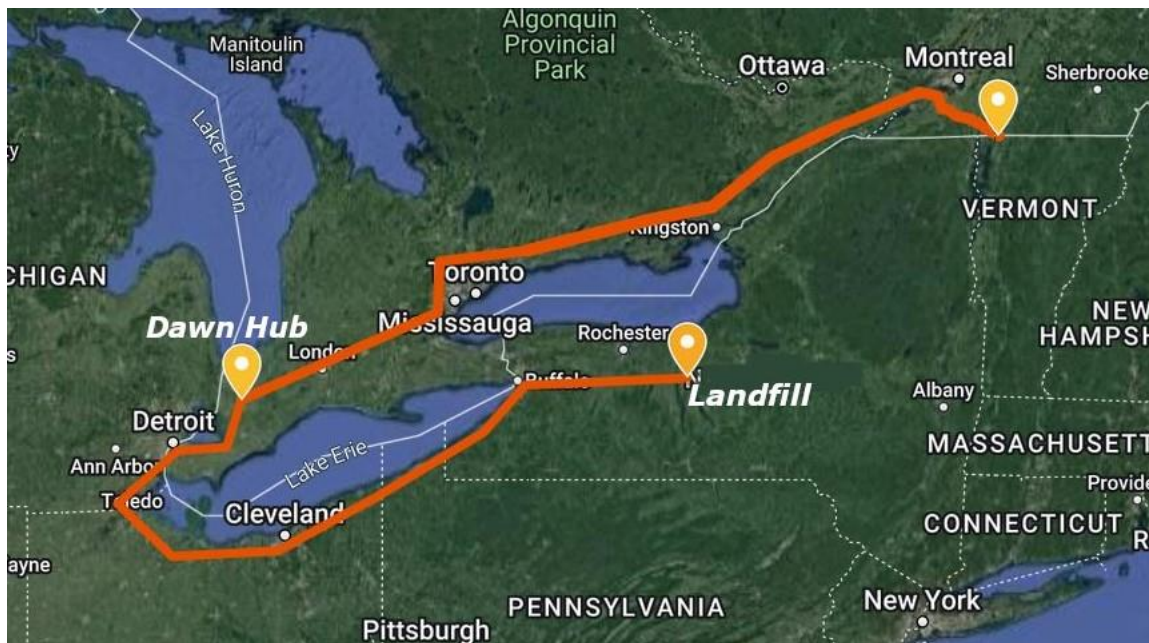 Algonquin
Provincial
Park
Manitoulin
Island
Ottawa
Montreal
Sherbrooke
Lake Huron
VERMONT
Kingston
CHIGAN
Toronto
Mississauga
NEW
HAMPSH
Dawn Hub
London
Rochester
Buffalo
Landfill
Albany
Detroit
MASSACHUSETT
Ann Arbor
Lake Erie
Toledo
Cleveland
Provide
CONNECTICUT
R
ayne
New York
PENNSYLVANIA
Pittsburgh